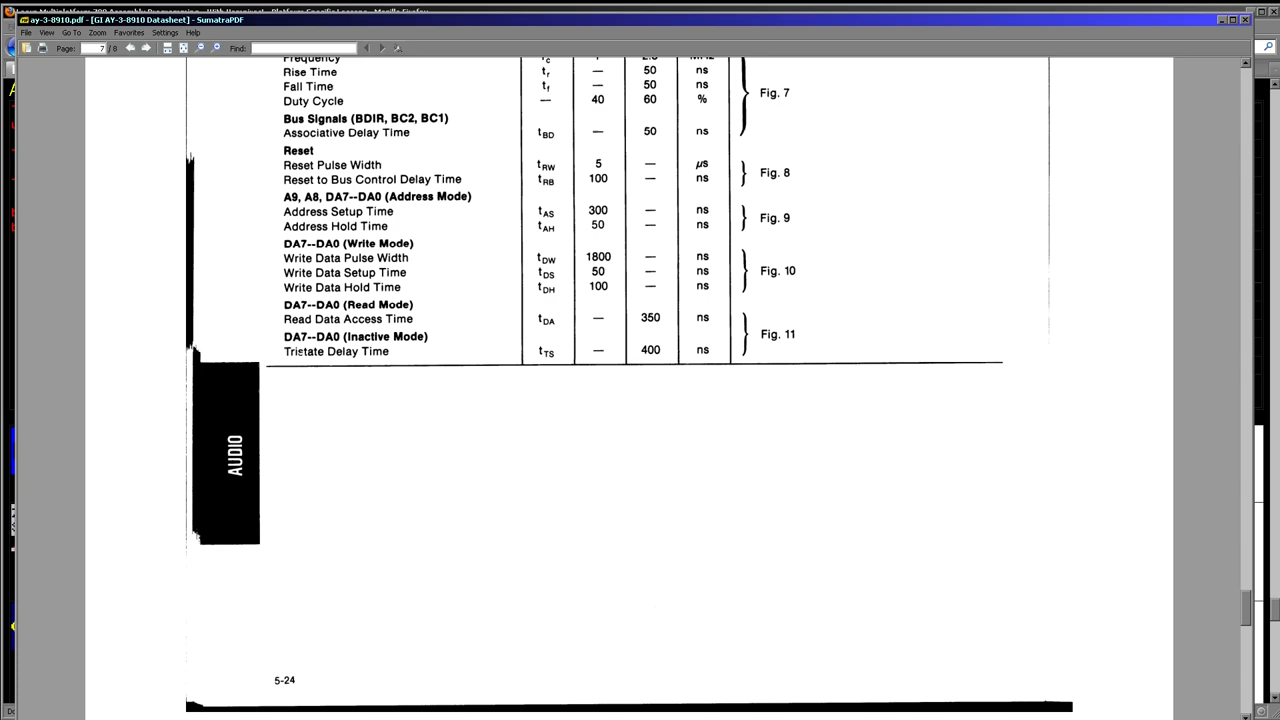 ay-3-8910.pdf - [GI AY-3-8910 Datasheet] - SumatraPDF
File View Go To Zoom Favorites Settings Help
Page: 7 / 8 Find:
Frequency
Rise Time tr — 50 ns
Fall Time tf — 50 ns
Duty Cycle — 40 60 %
Fig. 7
Bus Signals (BDIR, BC2, BC1)
Associative Delay Time tBD — 50 ns
Reset
Reset Pulse Width tRW 5 — μs
Reset to Bus Control Delay Time tRB 100 — ns
Fig. 8
A9, A8, DA7--DA0 (Address Mode)
Address Setup Time tAS 300 — ns
Address Hold Time tAH 50 — ns
Fig. 9
DA7--DA0 (Write Mode)
Write Data Pulse Width tDW 1800 — ns
Write Data Setup Time tDS 50 — ns
Write Data Hold Time tDH 100 — ns
Fig. 10
DA7--DA0 (Read Mode)
Read Data Access Time tDA — 350 ns
DA7--DA0 (Inactive Mode)
Tristate Delay Time tTS — 400 ns
Fig. 11
AUDIO
5-24